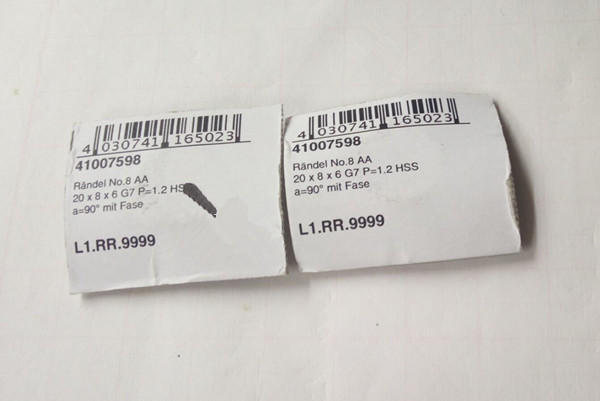 4 030741 165023
41007598
Rändel No.8 AA
20 x 8 x 6 G7 P=1.2 HSS
a=90° mit Fase
L1.RR.9999
4 030741 165023
41007598
Rändel No.8 AA
20 x 8 x 6 G7 P=1.2 HSS
a=90° mit Fase
L1.RR.9999